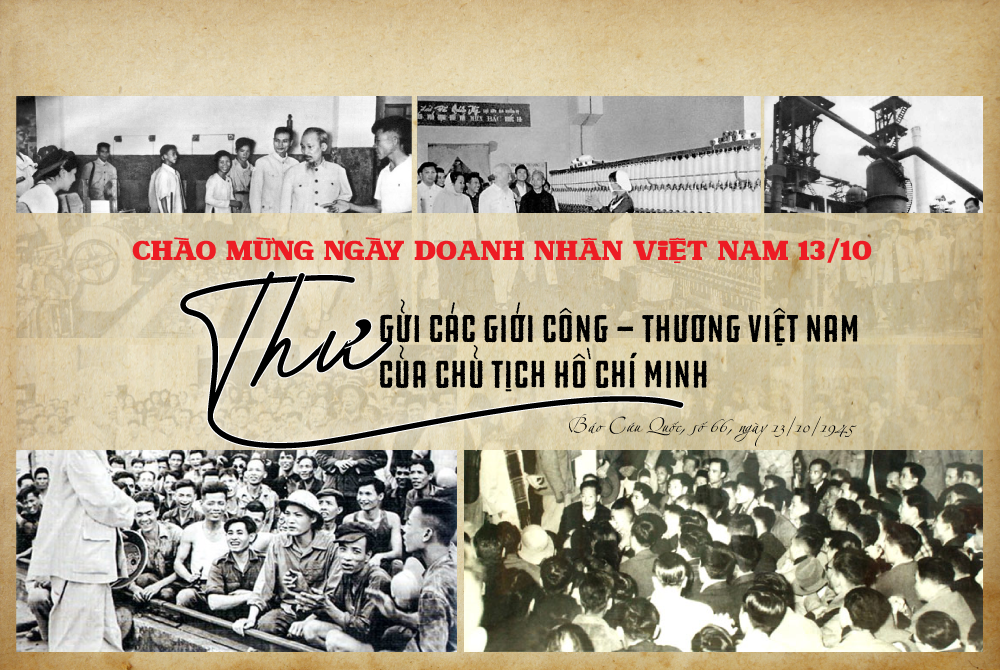 CHÀO MỪNG NGÀY DOANH NHÂN VIỆT NAM 13/10
Thư GỬI CÁC GIỚI CÔNG – THƯƠNG VIỆT NAM
CỦA CHỦ TỊCH HỒ CHÍ MINH
Báo Cứu Quốc, số 66, ngày 13/10/1945